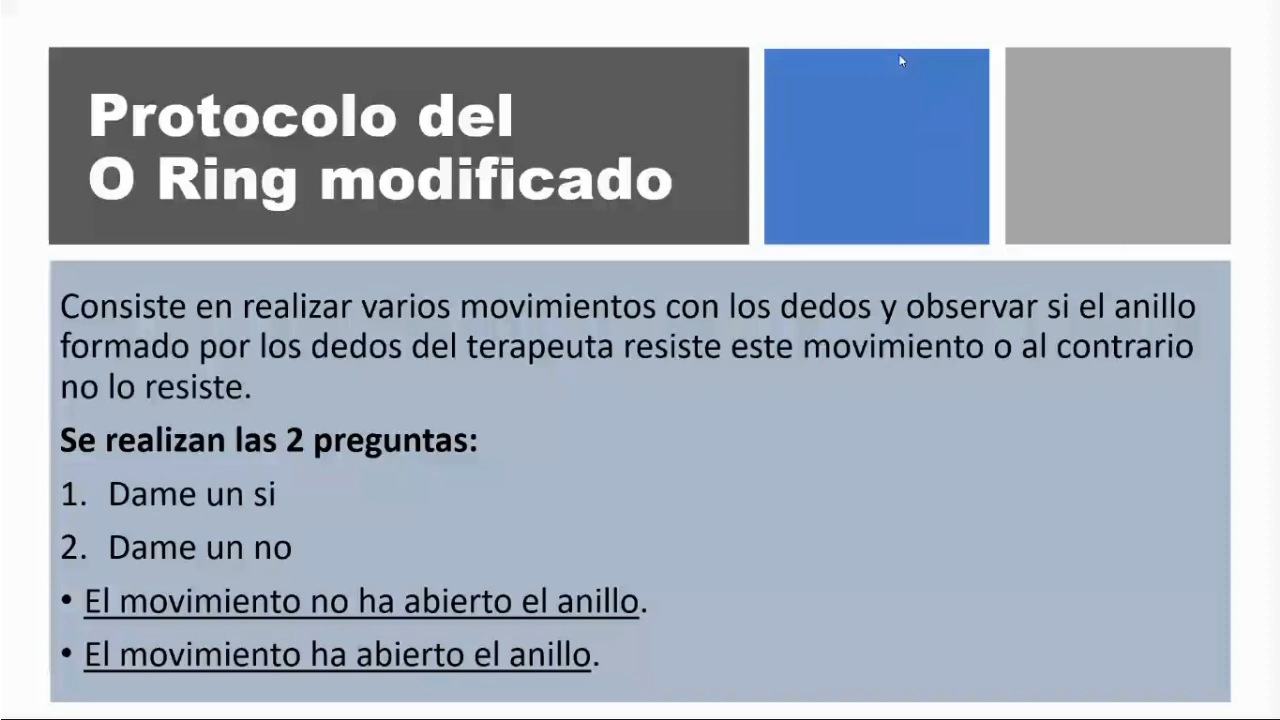 Protocolo del
O Ring modificado
Consiste en realizar varios movimientos con los dedos y observar si el anillo
formado por los dedos del terapeuta resiste este movimiento o al contrario
no lo resiste.
Se realizan las 2 preguntas:
1. Dame un si
2. Dame un no
• El movimiento no ha abierto el anillo.
• El movimiento ha abierto el anillo.